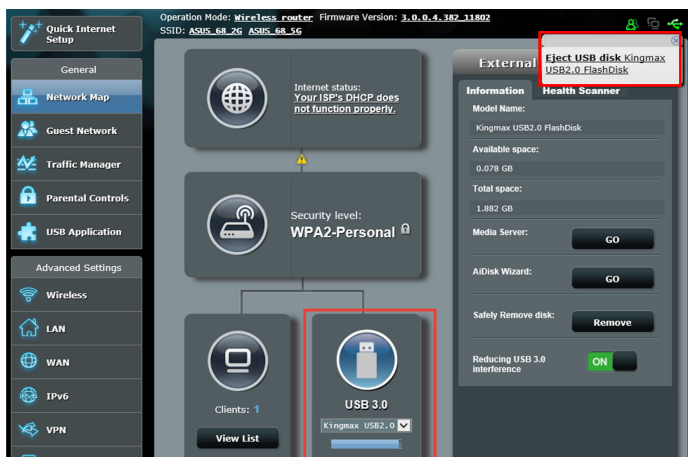 Operation Mode: Wireless router Firmware Version: 3.0.0.4.382_11802
SSID: ASUS_68_2G ASUS_68_5G
Quick Internet
Setup
General
Network Map
Guest Network
Traffic Manager
Parental Controls
USB Application
Advanced Settings
Wireless
LAN
WAN
IPv6
VPN
Internet status:
Your ISP's DHCP does
not function properly.
Security level:
WPA2-Personal
Clients: 1
View List
USB 3.0
Kingmax USB2.0
Eject USB disk Kingmax
USB2.0 FlashDisk
External
Information Health Scanner
Model Name:
Kingmax USB2.0 FlashDisk
Available space:
0.078 GB
Total space:
1.882 GB
Media Server:
GO
AiDisk Wizard:
GO
Safely Remove disk:
Remove
Reducing USB 3.0
interference
ON